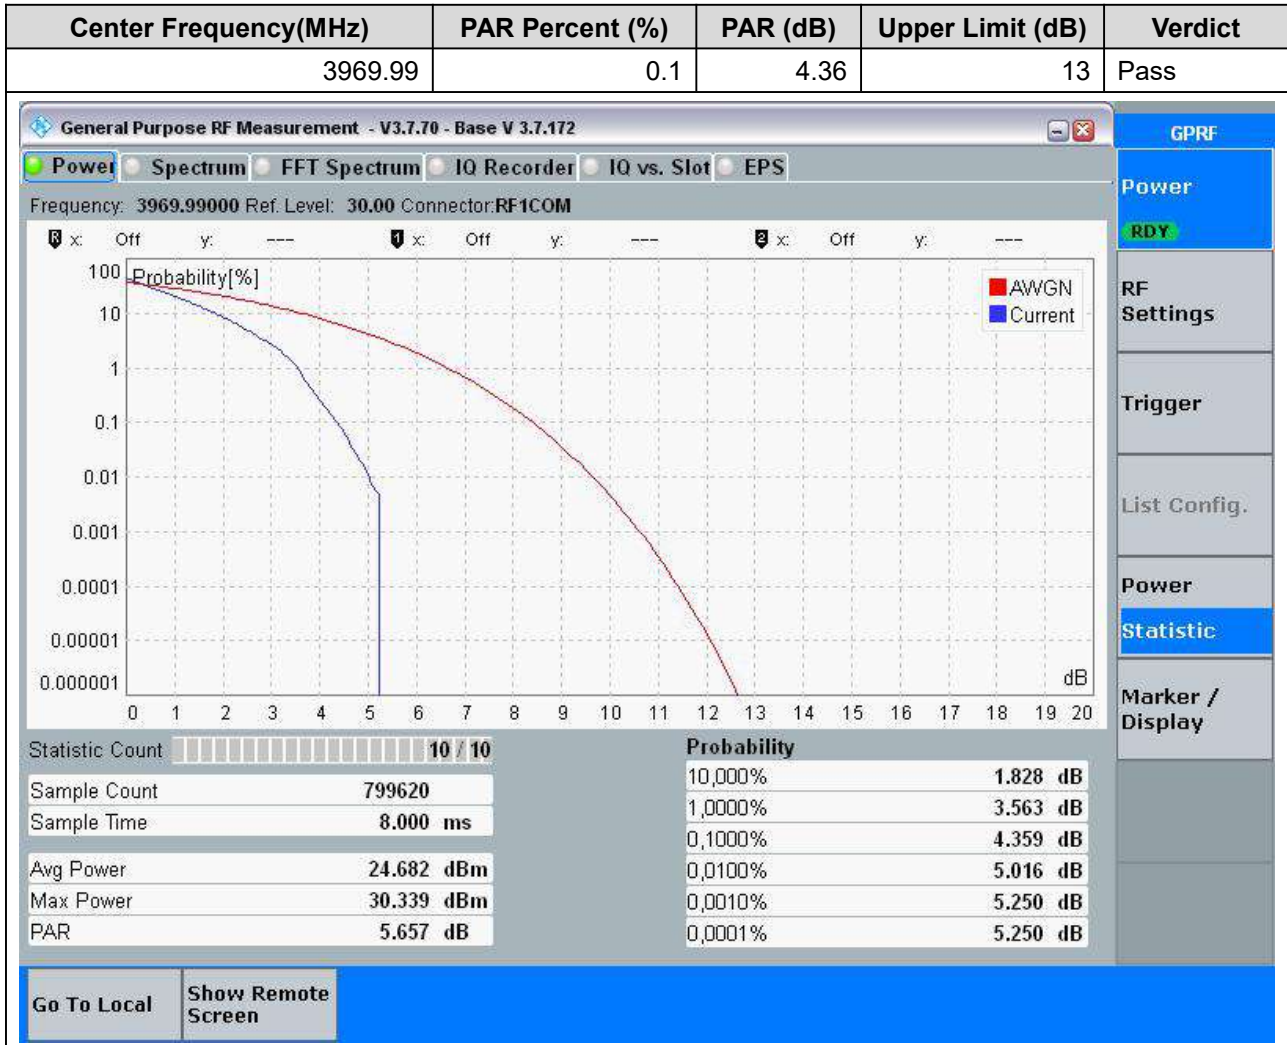 Center Frequency(MHz) PAR Percent (%) PAR (dB) Upper Limit (dB) Verdict
3969.99 0.1 4.36 13 Pass
General Purpose RF Measurement - V3.7.70 - Base V 3.7.172
GPRF
Power Spectrum FFT Spectrum IQ Recorder IQ vs. Slot EPS
Power
RDY
Frequency: 3969.99000 Ref. Level: 30.00 Connector:RF1COM
R x: Off y: --- 1 x: Off y: --- 2 x: Off y: ---
Probability[%]
AWGN
Current
100
10
1
0.1
0.01
0.001
0.0001
0.00001
0.000001
dB
0 1 2 3 4 5 6 7 8 9 10 11 12 13 14 15 16 17 18 19 20
RF
Settings
Trigger
List Config.
Power
Statistic
Marker /
Display
Statistic Count 10 / 10
Sample Count 799620
Sample Time 8.000 ms
Avg Power 24.682 dBm
Max Power 30.339 dBm
PAR 5.657 dB
Probability
10,000% 1.828 dB
1,0000% 3.563 dB
0,1000% 4.359 dB
0,0100% 5.016 dB
0,0010% 5.250 dB
0,0001% 5.250 dB
Go To Local
Show Remote
Screen